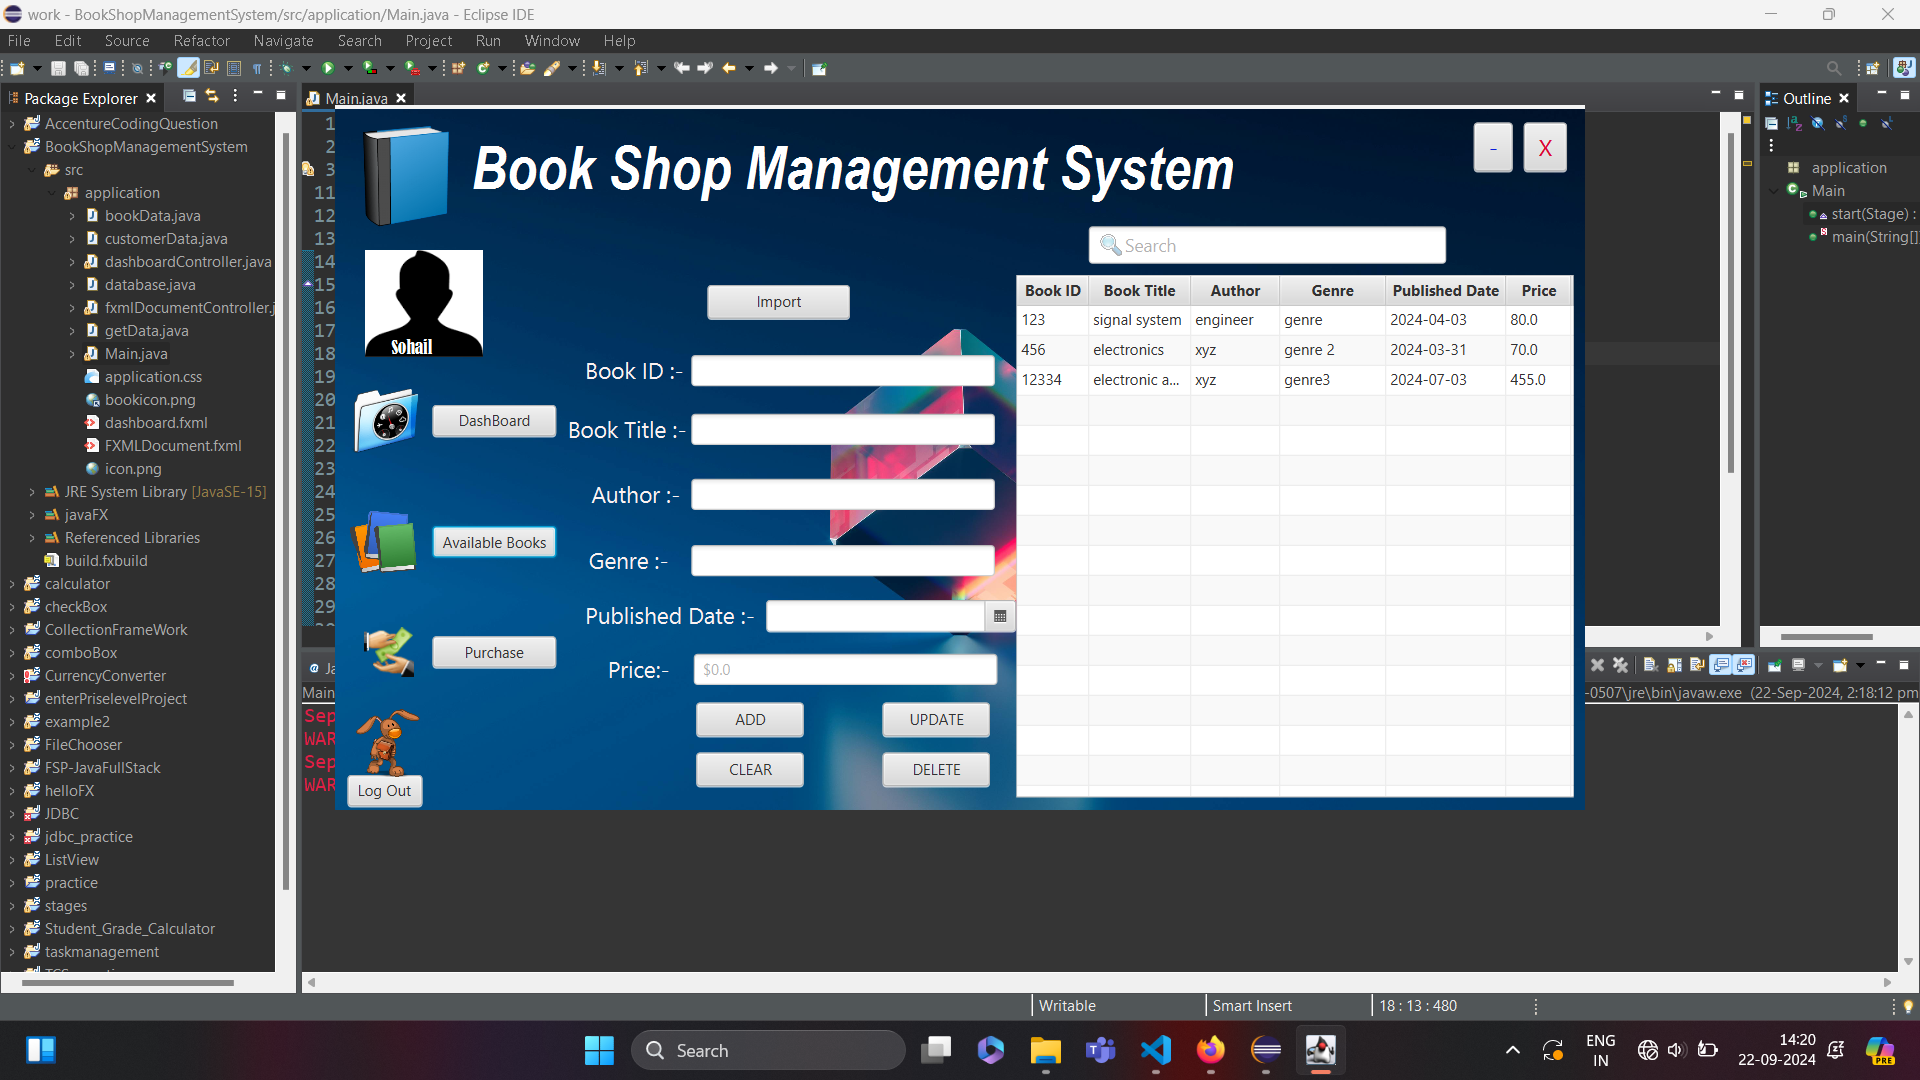 work - BookShopManagementSystem/src/application/Main.java - Eclipse IDE
File Edit Source Refactor Navigate Search Project Run Window Help
Package Explorer
AccentureCodingQuestion
BookShopManagementSystem
src
application
bookData.java
customerData.java
dashboardController.java
database.java
fxmlDocumentController.j
getData.java
Main.java
application.css
bookicon.png
dashboard.fxml
FXMLDocument.fxml
icon.png
JRE System Library [JavaSE-15]
javaFX
Referenced Libraries
build.fxbuild
calculator
checkBox
CollectionFrameWork
comboBox
CurrencyConverter
enterPriselevelProject
example2
FileChooser
FSP-JavaFullStack
helloFX
JDBC
jdbc_practice
ListView
practice
stages
Student_Grade_Calculator
taskmanagement
Main.java
1
2
3
11
12
13
14
15
16
17
18
19
20
21
22
23
24
25
26
27
28
29
Book Shop Management System
- X
Sohail
DashBoard
Available Books
Purchase
Log Out
Import
Book ID :-
Book Title :-
Author :-
Genre :-
Published Date :-
Price:- $0.0
ADD UPDATE
CLEAR DELETE
Search
Book ID Book Title Author Genre Published Date Price
123 signal system engineer genre 2024-04-03 80.0
456 electronics xyz genre 2 2024-03-31 70.0
12334 electronic a... xyz genre3 2024-07-03 455.0
Outline
application
Main
start(Stage) :
main(String[]
@ Ja
Main
-0507\jre\bin\javaw.exe (22-Sep-2024, 2:18:12 pm
Sep
WAR
Sep
WAR
Writable Smart Insert 18 : 13 : 480
Search
ENG
IN
14:20
22-09-2024
PRE